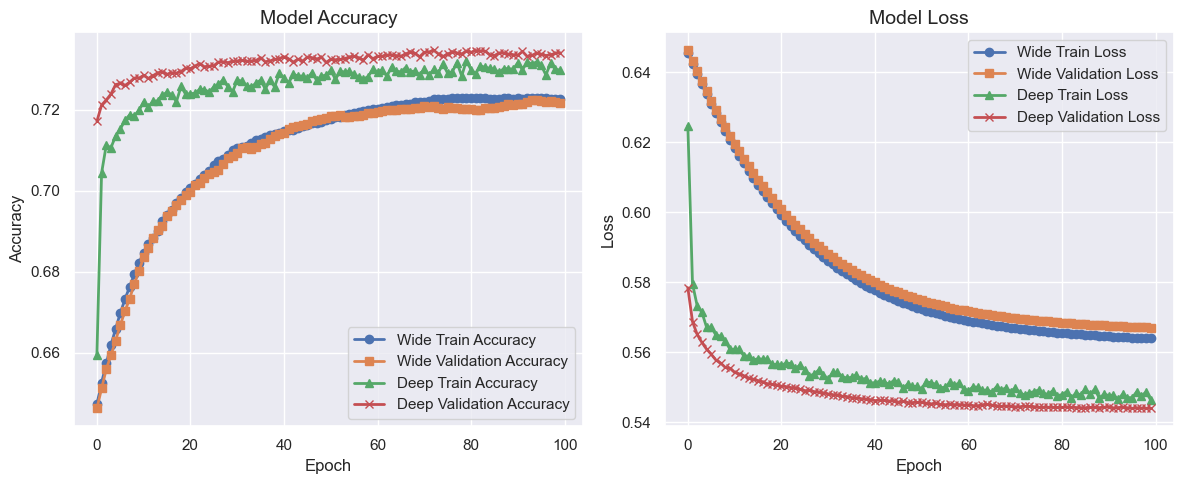 Model Accuracy
Accuracy
0.72
0.70
0.68
0.66
0
20
40
60
80
100
Epoch
Wide Train Accuracy
Wide Validation Accuracy
Deep Train Accuracy
Deep Validation Accuracy
Model Loss
Loss
0.64
0.62
0.60
0.58
0.56
0.54
0
20
40
60
80
100
Epoch
Wide Train Loss
Wide Validation Loss
Deep Train Loss
Deep Validation Loss